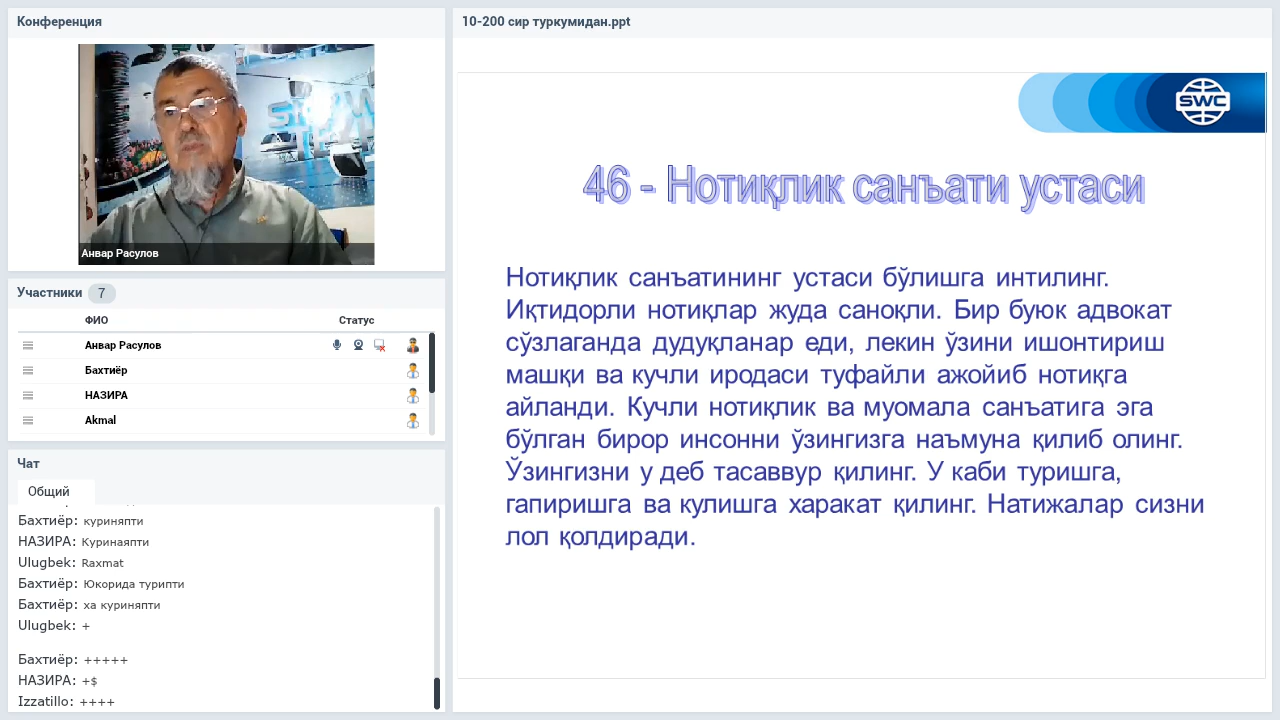 Конференция
Анвар Расулов
Участники 7
ФИО Статус
Анвар Расулов
Бахтиёр
НАЗИРА
Akmal
Чат
Общий
Бахтиёр: куриняпти
НАЗИРА: Куринаяпти
Ulugbek: Raxmat
Бахтиёр: Юкорида турипти
Бахтиёр: ха куриняпти
Ulugbek: +
Бахтиёр: +++++
НАЗИРА: +$
Izzatillo: ++++
10-200 сир туркумидан.ppt
SWC
46 - Нотиқлик санъати устаси
Нотиқлик санъатининг устаси бўлишга интилинг.
Иқтидорли нотиқлар жуда саноқли. Бир буюк адвокат
сўзлаганда дудуқланар еди, лекин ўзини ишонтириш
машқи ва кучли иродаси туфайли ажойиб нотиқга
айланди. Кучли нотиқлик ва муомала санъатига эга
бўлган бирор инсонни ўзингизга наъмуна қилиб олинг.
Ўзингизни у деб тасаввур қилинг. У каби туришга,
гапиришга ва кулишга харакат қилинг. Натижалар сизни
лол қолдиради.